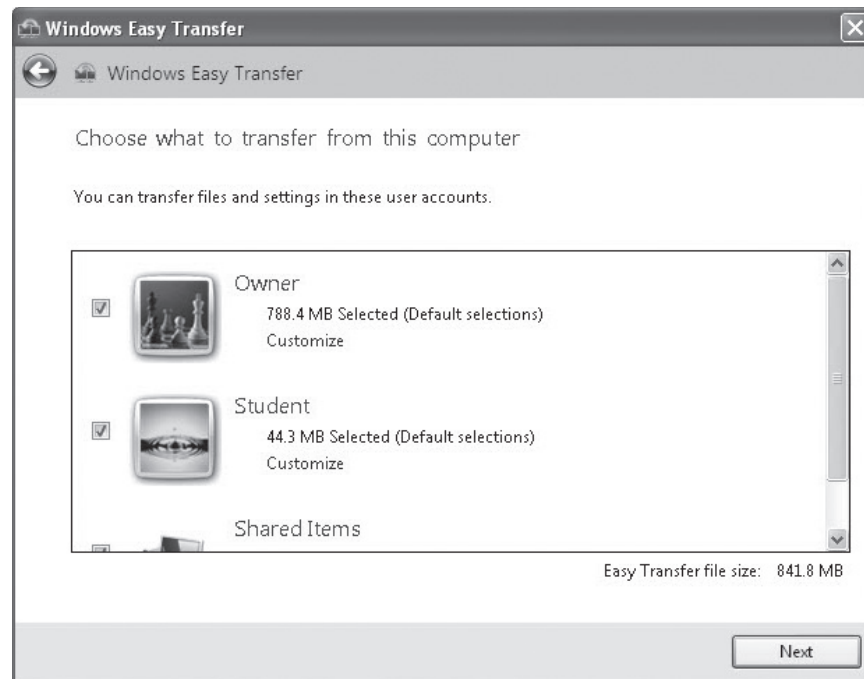 Windows Easy Transfer
Windows Easy Transfer
Choose what to transfer from this computer
You can transfer files and settings in these user accounts.
Owner
788.4 MB Selected (Default selections)
Customize
Student
44.3 MB Selected (Default selections)
Customize
Shared Items
Easy Transfer file size: 841.8 MB
Next